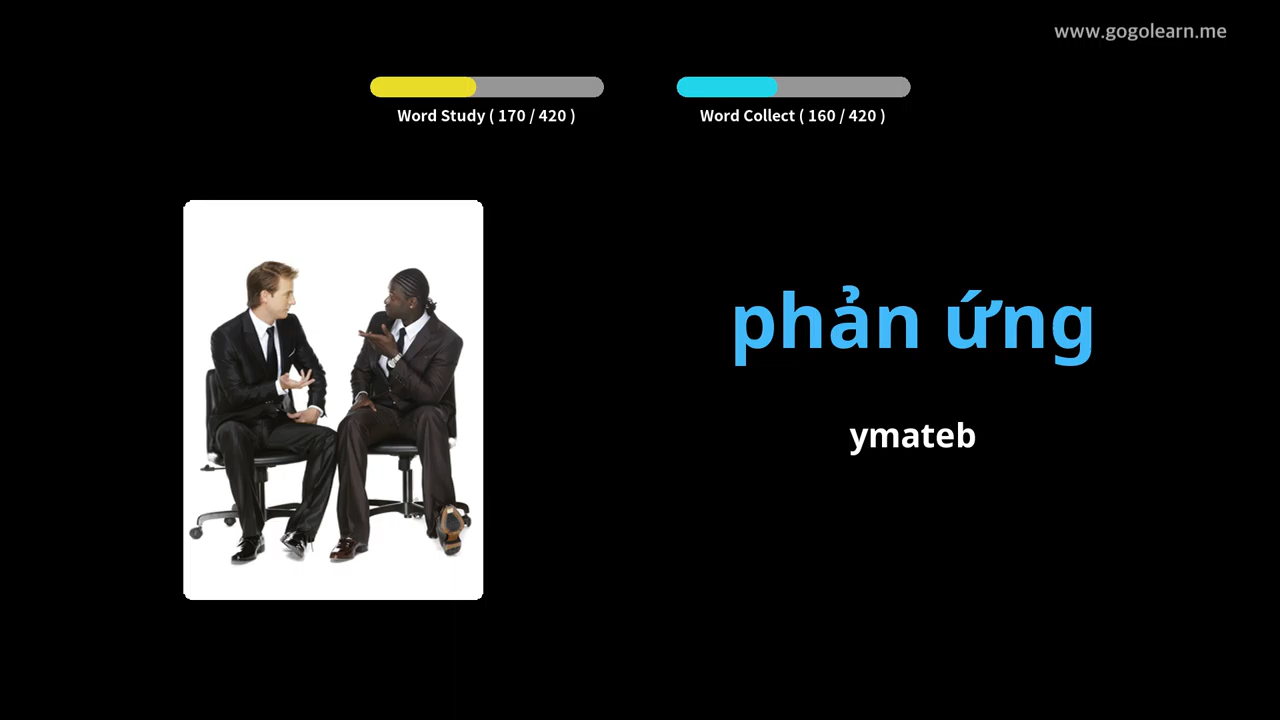 www.gogolearn.me
Word Study ( 170 / 420 )
Word Collect ( 160 / 420 )
phản ứng
ymateb